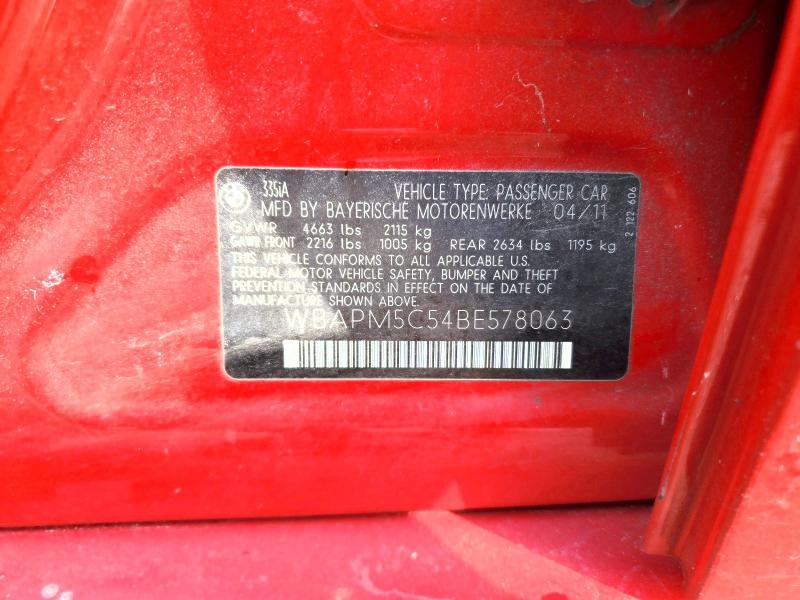 335iA VEHICLE TYPE: PASSENGER CAR
MFD BY BAYERISCHE MOTORENWERKE 04/11
GVWR 4663 lbs 2115 kg
GAWR FRONT 2216 lbs 1005 kg REAR 2634 lbs 1195 kg
THIS VEHICLE CONFORMS TO ALL APPLICABLE U.S.
FEDERAL MOTOR VEHICLE SAFETY, BUMPER AND THEFT
PREVENTION STANDARDS IN EFFECT ON THE DATE OF
MANUFACTURE SHOWN ABOVE.
WBAPM5C54BE578063
2 122 606